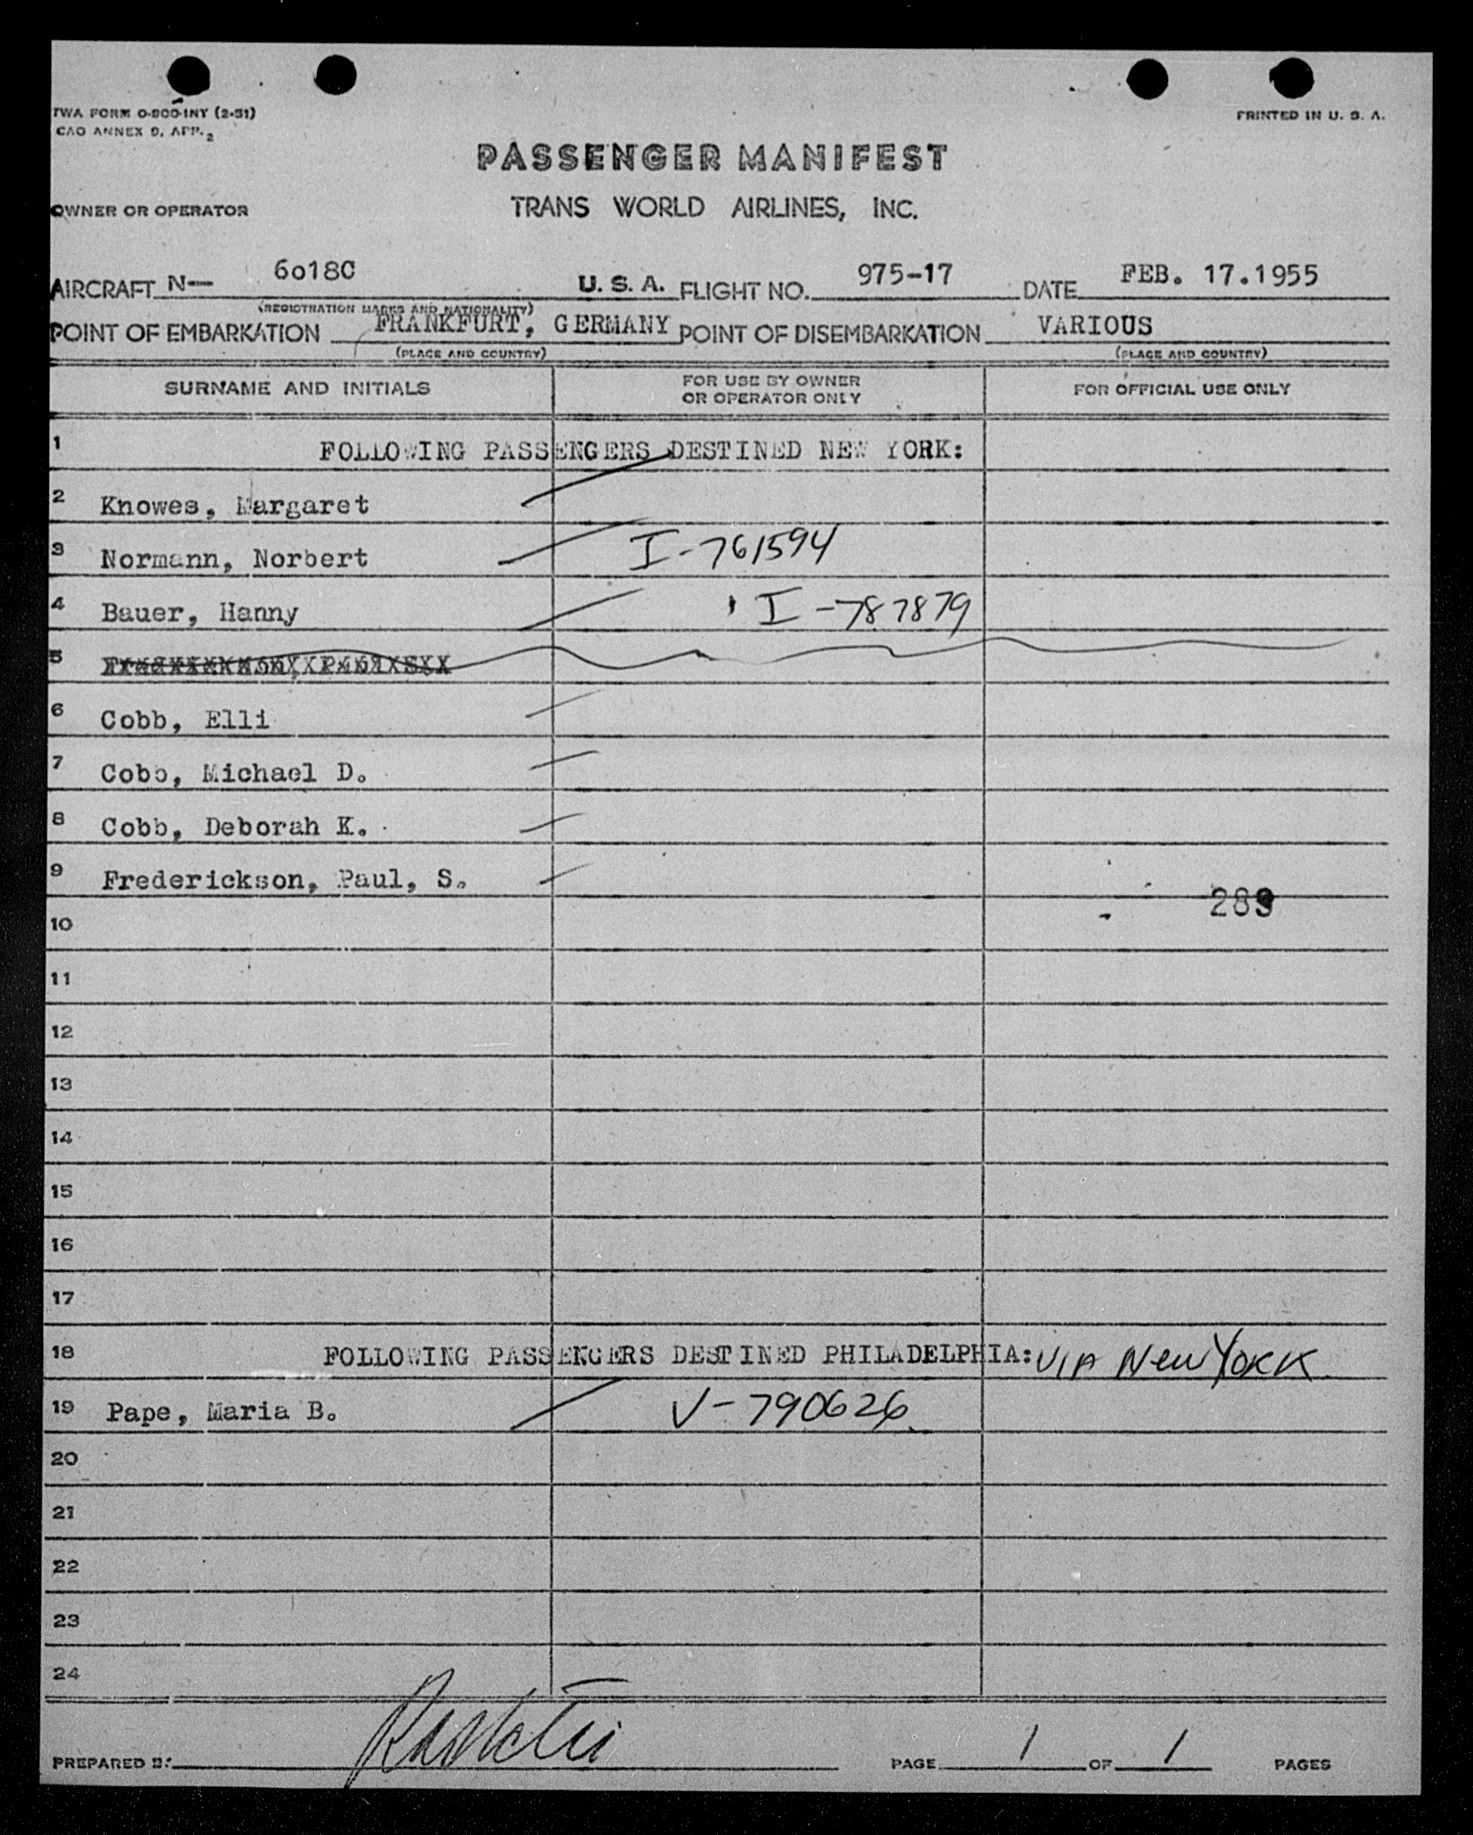 TWA FORM O-800-INT (2-51)
CAO ANNEX 9, APP. 2
PRINTED IN U. S. A.
PASSENGER MANIFEST
OWNER OR OPERATOR TRANS WORLD AIRLINES, INC.
AIRCRAFT N— 6018C U. S. A. FLIGHT NO. 975-17 DATE FEB. 17.1955
(REGISTRATION MARKS AND NATIONALITY)
POINT OF EMBARKATION FRANKFURT, GERMANY POINT OF DISEMBARKATION VARIOUS
(PLACE AND COUNTRY) (PLACE AND COUNTRY)
SURNAME AND INITIALS FOR USE BY OWNER OR OPERATOR ONLY FOR OFFICIAL USE ONLY
1 FOLLOWING PASSENGERS DESTINED NEW YORK:
2 Knowes, Margaret
3 Normann, Norbert I-761594
4 Bauer, Hanny I-787879
5
6 Cobb, Elli
7 Cobb, Michael D.
8 Cobb, Deborah K.
9 Frederickson, Paul, S.
289
10
11
12
13
14
15
16
17
18 FOLLOWING PASSENGERS DESTINED PHILADELPHIA: VIA New York
19 Pape, Maria B. V-790626
20
21
22
23
24
PREPARED BY PAGE 1 OF 1 PAGES